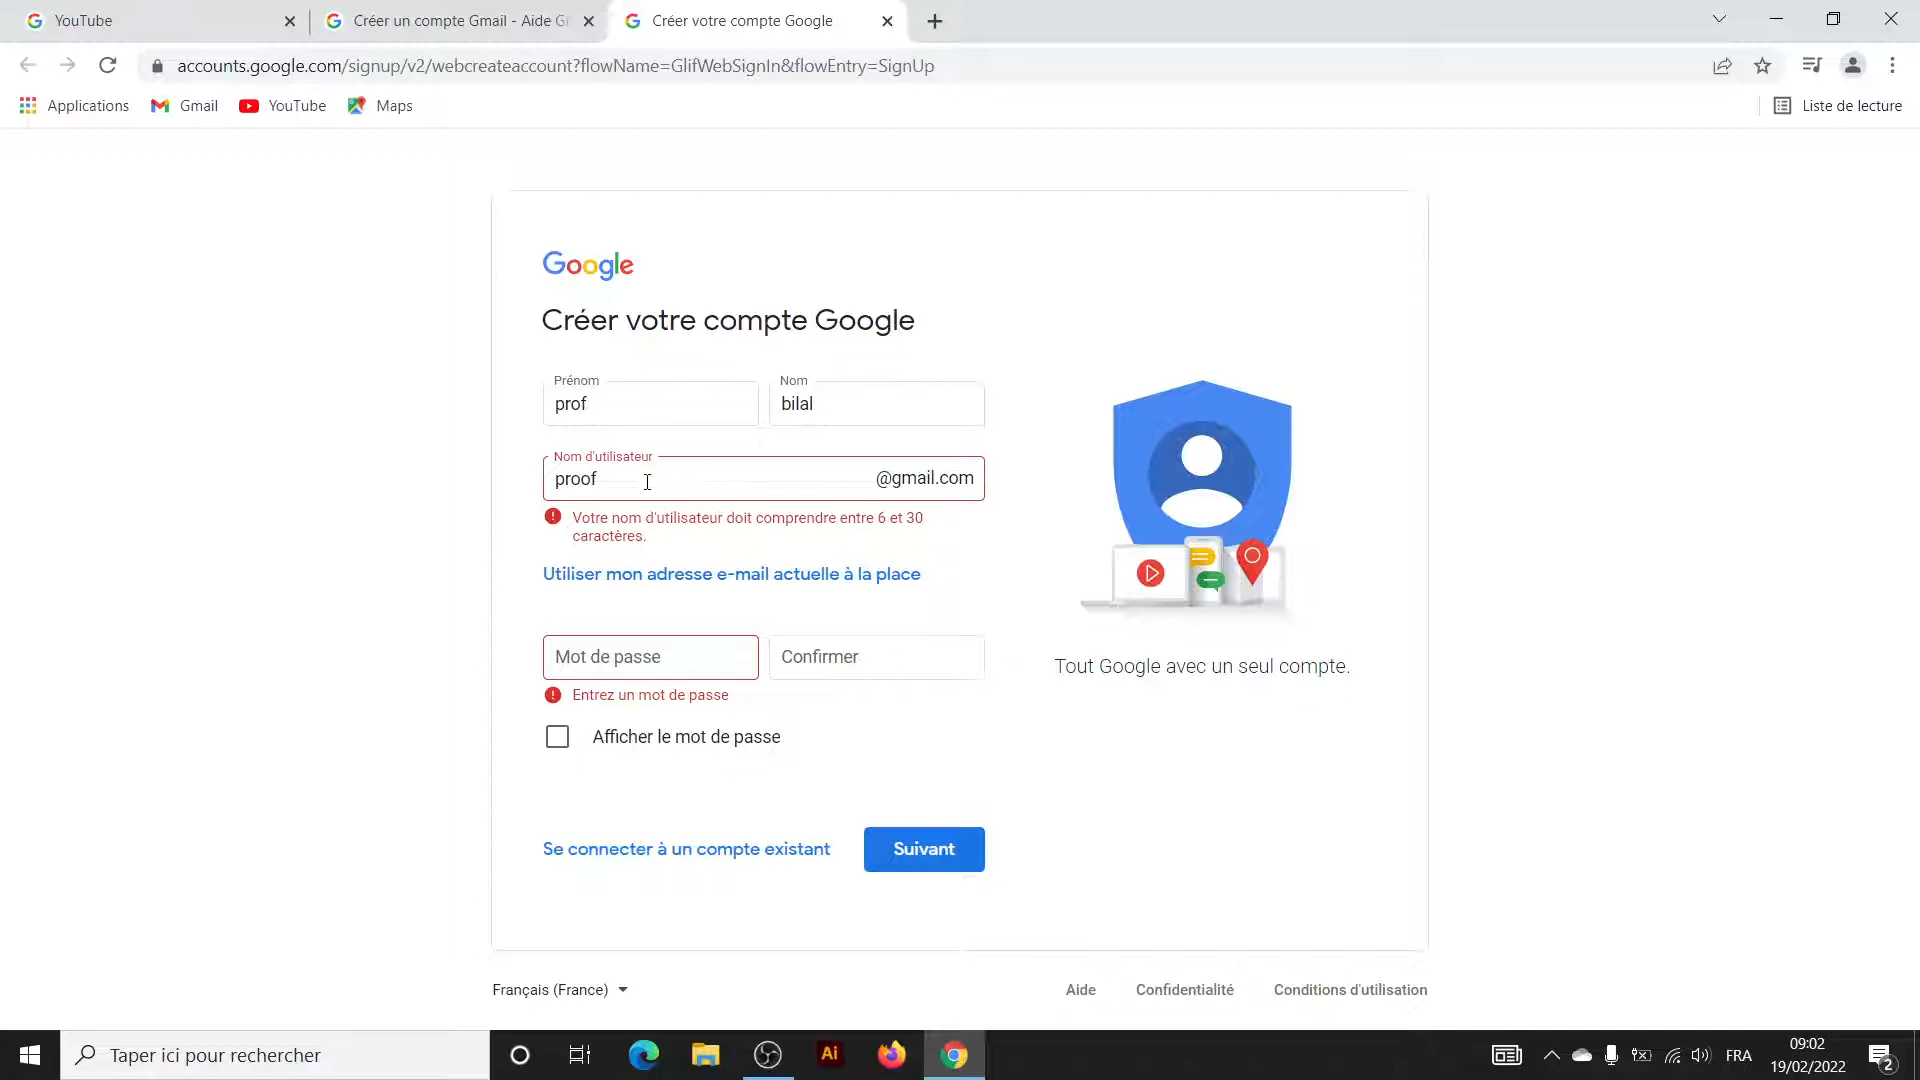 YouTube
Créer un compte Gmail - Aide G
Créer votre compte Google
accounts.google.com/signup/v2/webcreateaccount?flowName=GlifWebSignIn&flowEntry=SignUp
Applications
Gmail
YouTube
Maps
Liste de lecture
Google
Créer votre compte Google
Prénom
Nom
prof
bilal
Nom d'utilisateur
proof
@gmail.com
Votre nom d'utilisateur doit comprendre entre 6 et 30
caractères.
Utiliser mon adresse e-mail actuelle à la place
Mot de passe
Confirmer
Entrez un mot de passe
Afficher le mot de passe
Tout Google avec un seul compte.
Se connecter à un compte existant
Suivant
Français (France)
Aide
Confidentialité
Conditions d'utilisation
Taper ici pour rechercher
Ai
FRA
09:02
19/02/2022
2